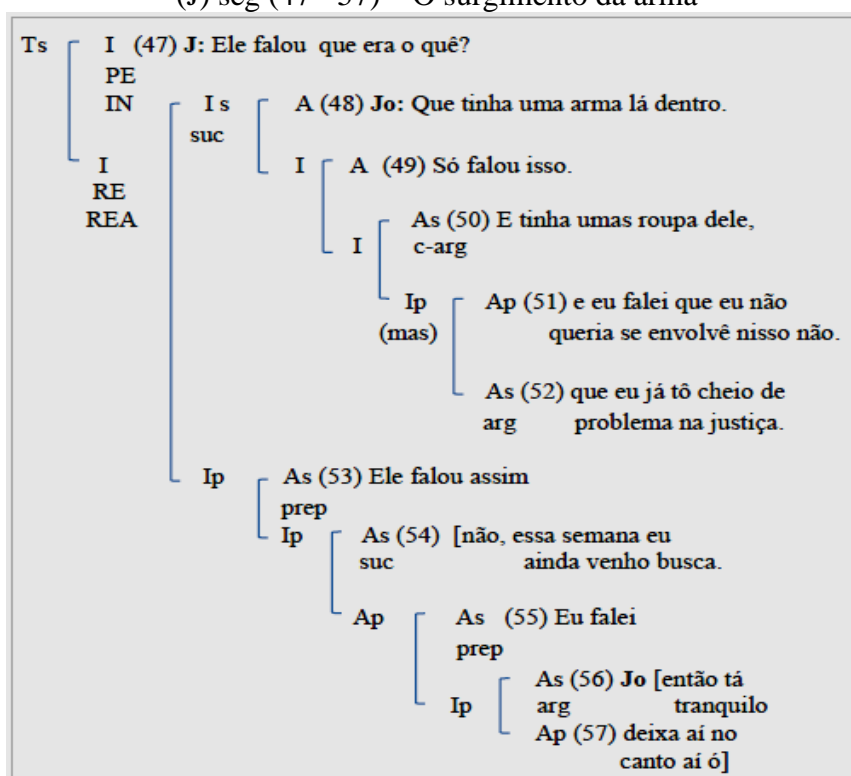 (J) seg (47 - 57) – O surgimento da arma
Ts I (47) J: Ele falou que era o quê?
PE
IN I s A (48) Jo: Que tinha uma arma lá dentro.
suc
I I A (49) Só falou isso.
RE
REA As (50) E tinha umas roupa dele,
I c-arg
Ip Ap (51) e eu falei que eu não
(mas) queria se envolvê nisso não.
As (52) que eu já tô cheio de
arg problema na justiça.
Ip As (53) Ele falou assim
prep
Ip As (54) [não, essa semana eu
suc ainda venho busca.
Ap As (55) Eu falei
prep
As (56) Jo [então tá
Ip arg tranquilo
Ap (57) deixa aí no
canto aí ó]